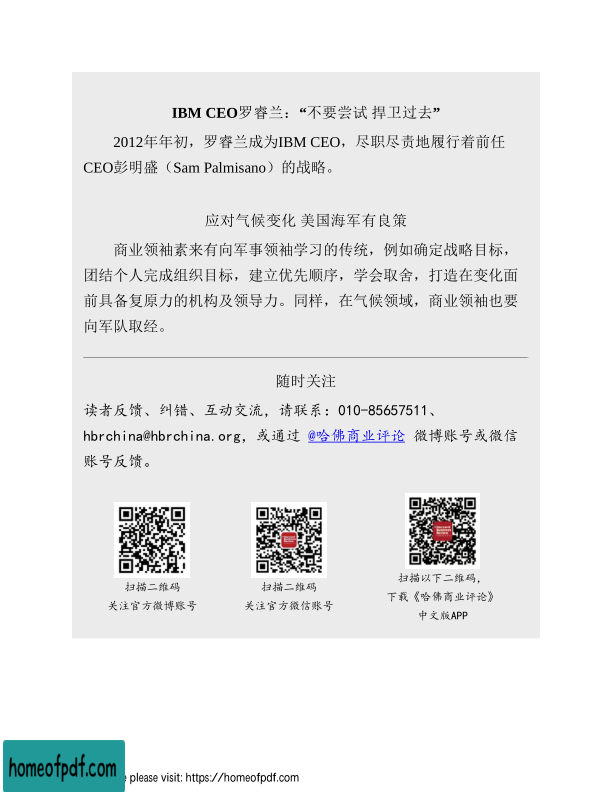 IBM CEO罗睿兰：“不要尝试 捍卫过去”
2012年年初，罗睿兰成为IBM CEO，尽职尽责地履行着前任
CEO彭明盛（Sam Palmisano）的战略。
应对气候变化 美国海军有良策
商业领袖素来有向军事领袖学习的传统，例如确定战略目标，
团结个人完成组织目标，建立优先顺序，学会取舍，打造在变化面
前具备复原力的机构及领导力。同样，在气候领域，商业领袖也要
向军队取经。
随时关注
读者反馈、纠错、互动交流，请联系：010-85657511、
hbrchina@hbrchina.org，或通过 @哈佛商业评论 微博账号或微信
账号反馈。
扫描二维码
关注官方微博账号
扫描二维码
关注官方微信账号
扫描以下二维码，
下载《哈佛商业评论》
中文版APP
homeofpdf.com
please visit: https://homeofpdf.com